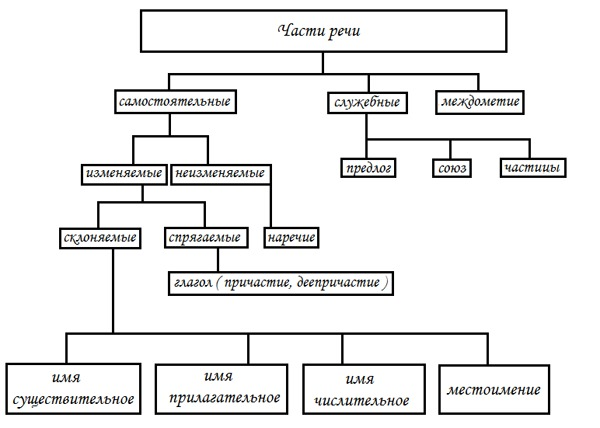 Части речи
самостоятельные
служебные
междометие
изменяемые
неизменяемые
предлог
союз
частицы
склоняемые
спрягаемые
наречие
глагол ( причастие, деепричастие )
имя
существительное
имя
прилагательное
имя
числительное
местоимение